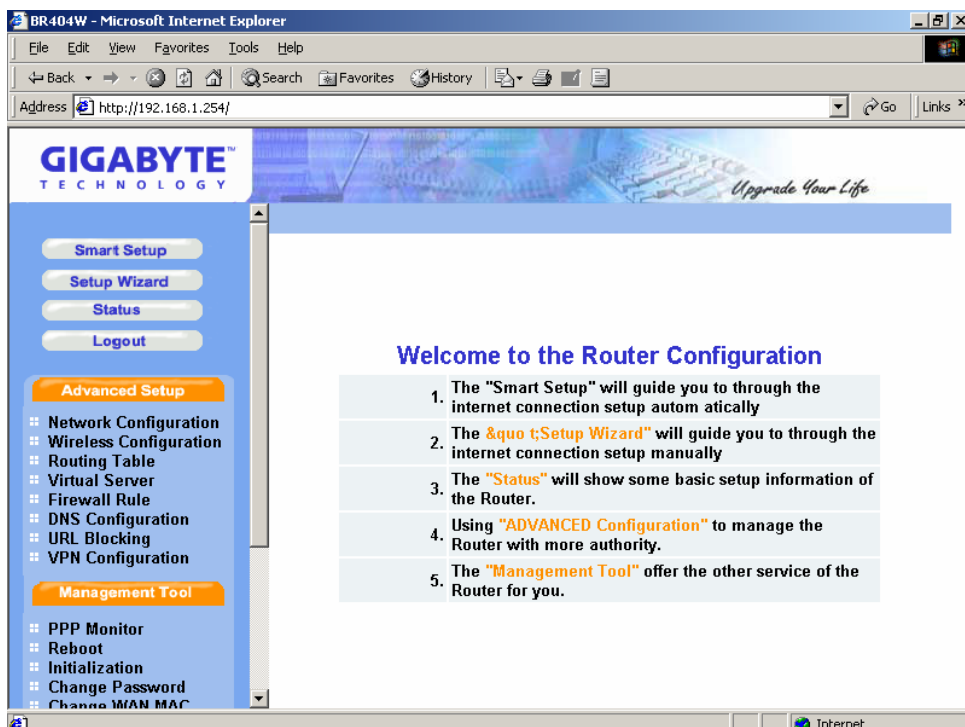 BR404W - Microsoft Internet Explorer
File Edit View Favorites Tools Help
Back Search Favorites History
Address http://192.168.1.254/ Go Links »
GIGABYTE™
TECHNOLOGY
Upgrade Your Life
Smart Setup
Setup Wizard
Status
Logout
Advanced Setup
Network Configuration
Wireless Configuration
Routing Table
Virtual Server
Firewall Rule
DNS Configuration
URL Blocking
VPN Configuration
Management Tool
PPP Monitor
Reboot
Initialization
Change Password
Change WAN MAC
Welcome to the Router Configuration
1. The "Smart Setup" will guide you to through the
internet connection setup autom atically
2. The &quo t;Setup Wizard" will guide you to through the
internet connection setup manually
3. The "Status" will show some basic setup information of
the Router.
4. Using "ADVANCED Configuration" to manage the
Router with more authority.
5. The "Management Tool" offer the other service of the
Router for you.
Internet